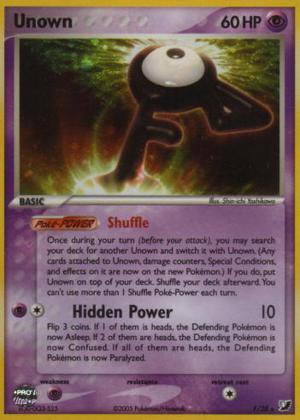 Unown
60 HP
BASIC
Illus. Shin-ichi Yoshikawa
Poké-POWER Shuffle
Once during your turn (before your attack), you may search
your deck for another Unown and switch it with Unown. (Any
cards attached to Unown, damage counters, Special Conditions,
and effects on it are now on the new Pokémon.) If you do, put
Unown on top of your deck. Shuffle your deck afterward. You
can't use more than 1 Shuffle Poké-Power each turn.
Hidden Power 10
Flip 3 coins. If 1 of them is heads, the Defending Pokémon is
now Asleep. If 2 of them are heads, the Defending Pokémon is
now Confused. If all of them are heads, the Defending
Pokémon is now Paralyzed.
weakness resistance retreat cost
©2005 Pokémon/Nintendo
F/28